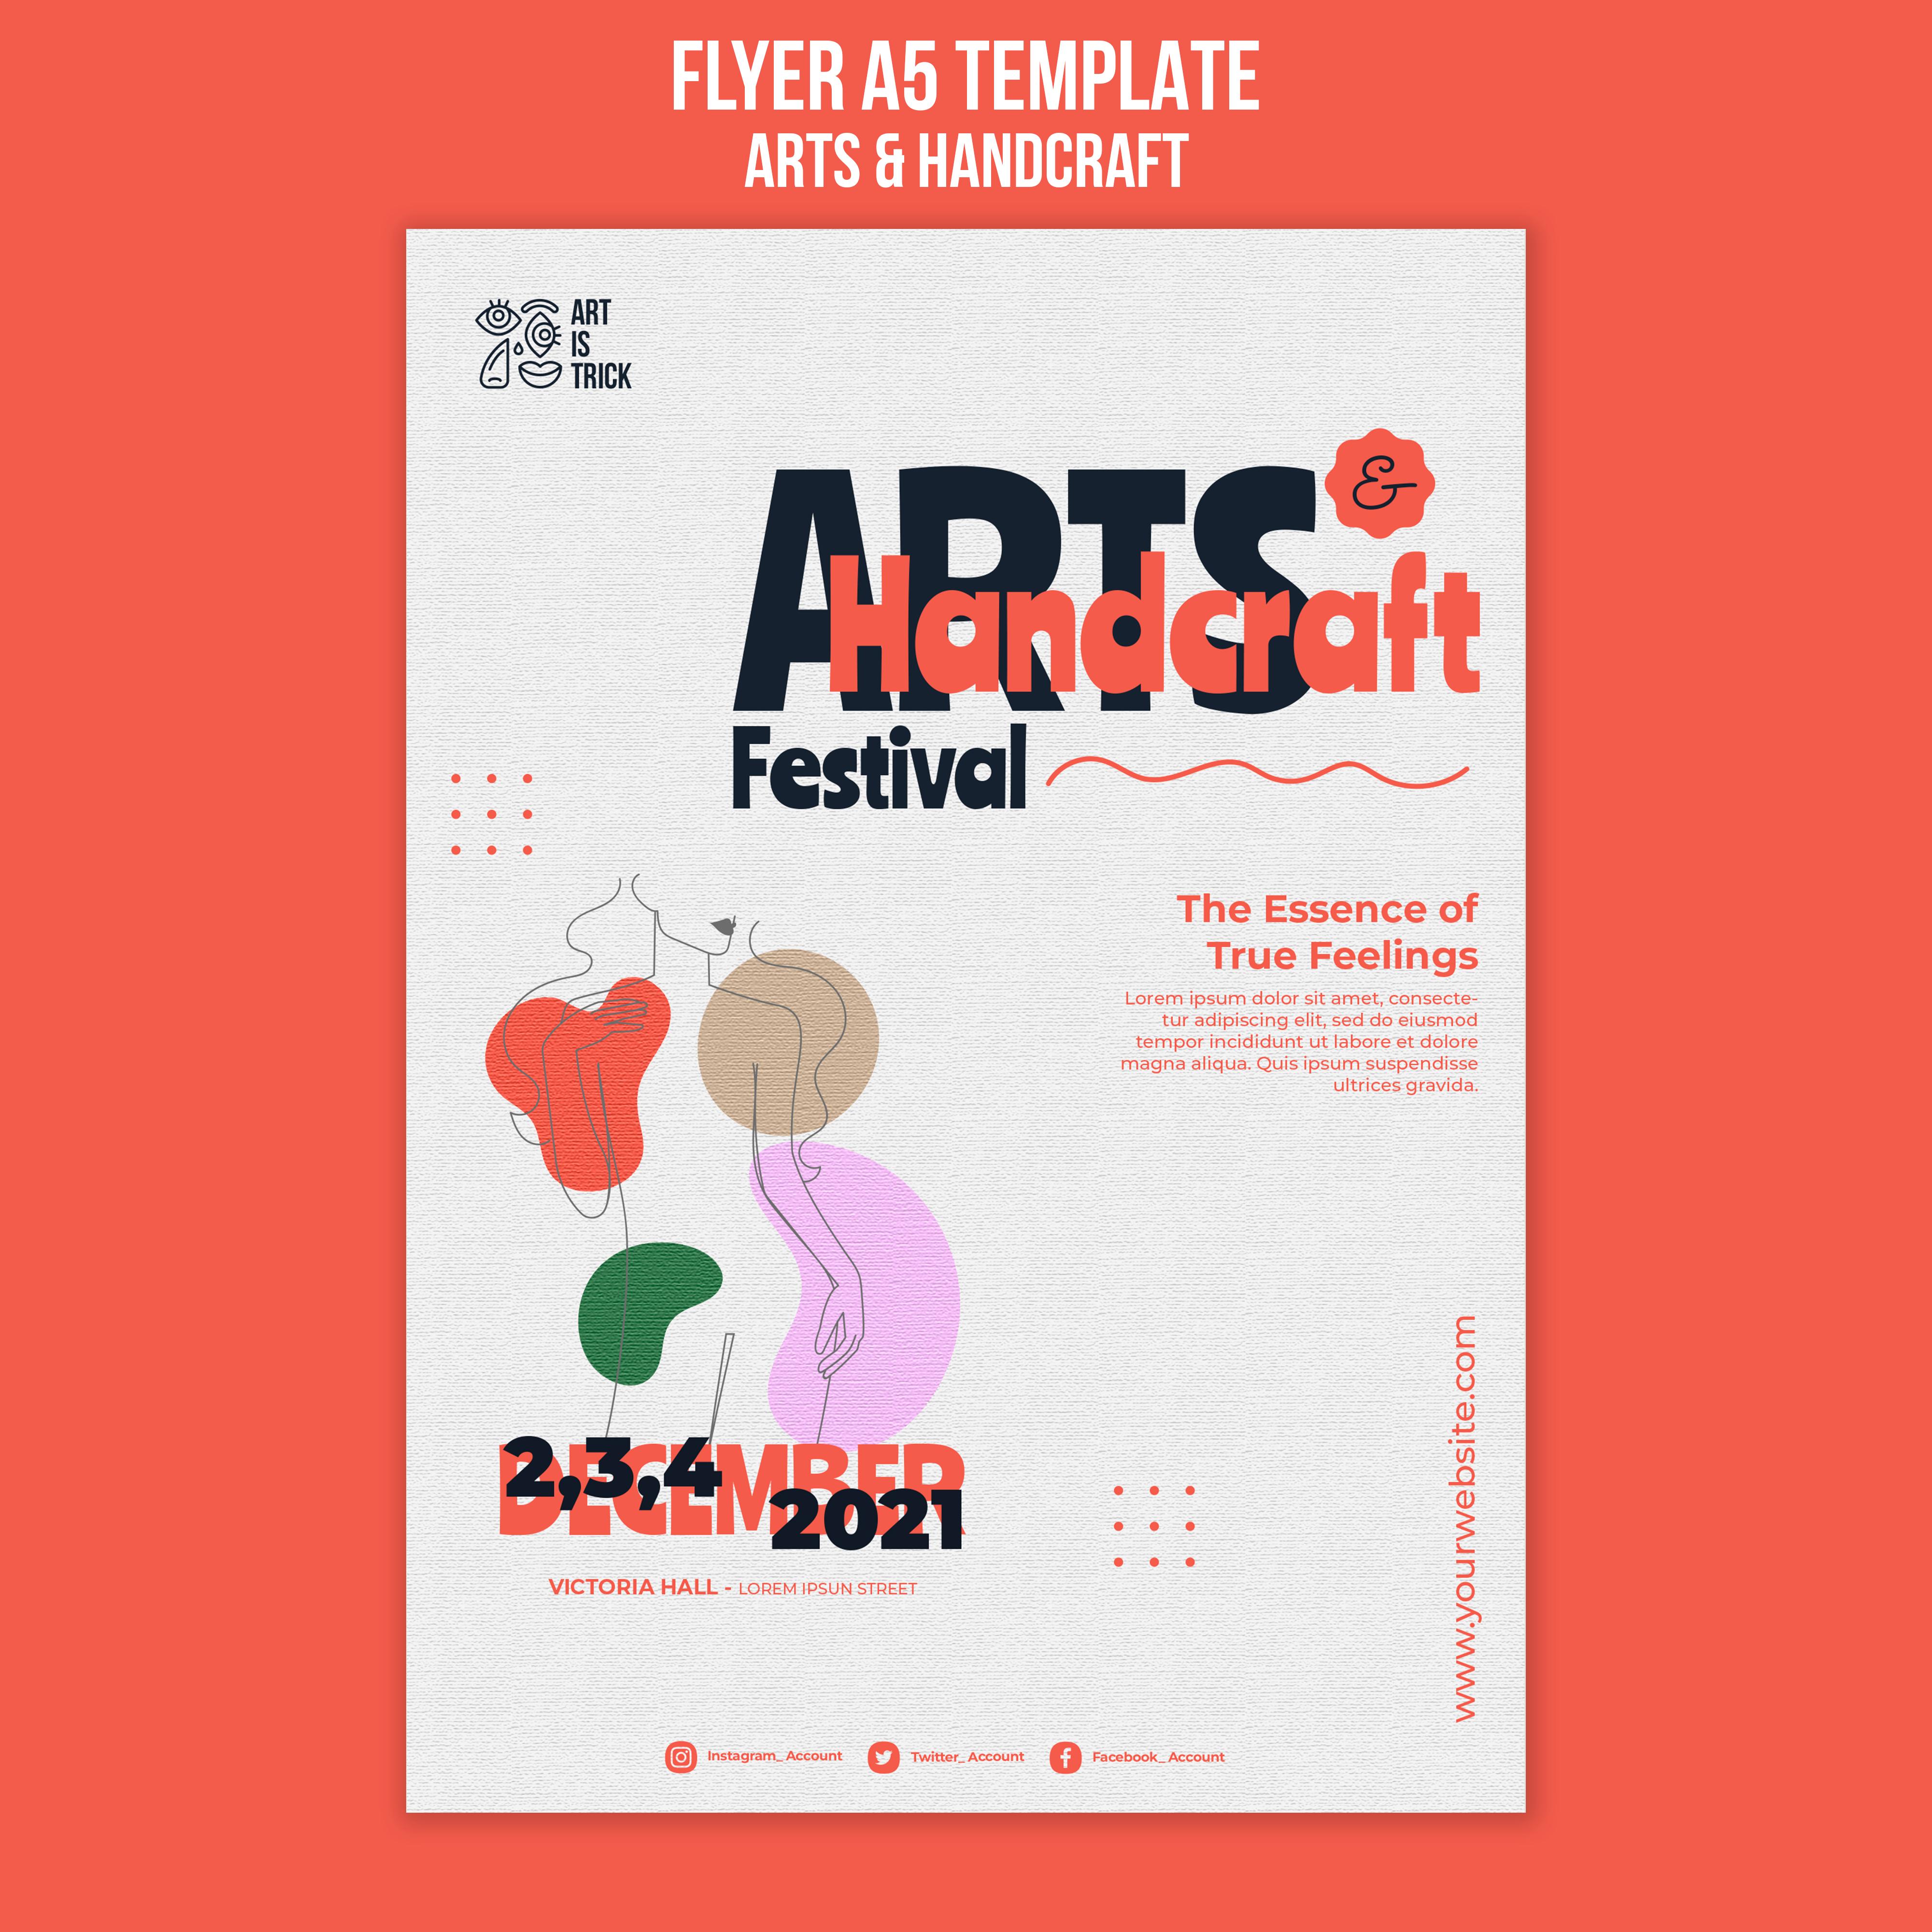 FLYER A5 TEMPLATE
ARTS & HANDCRAFT
ART
IS
TRICK
ARTS &
Handcraft
Festival
The Essence of
True Feelings
Lorem ipsum dolor sit amet, consecte-
tur adipiscing elit, sed do eiusmod
tempor incididunt ut labore et dolore
magna aliqua. Quis ipsum suspendisse
ultrices gravida.
www.yourwebsite.com
2,3,4
DECEMBER
2021
VICTORIA HALL - LOREM IPSUN STREET
Instagram_Account Twitter_Account Facebook_Account